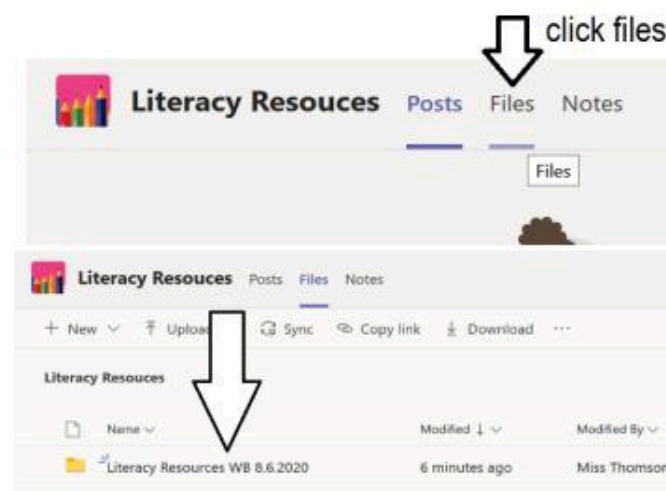 click files
Literacy Resouces Posts Files Notes
Files
Literacy Resouces Posts Files Notes
+ New Sync Copy link Download ...
Literacy Resouces
Name Modified Modified By
Literacy Resources WB 8.6.2020 6 minutes ago Miss Thomson